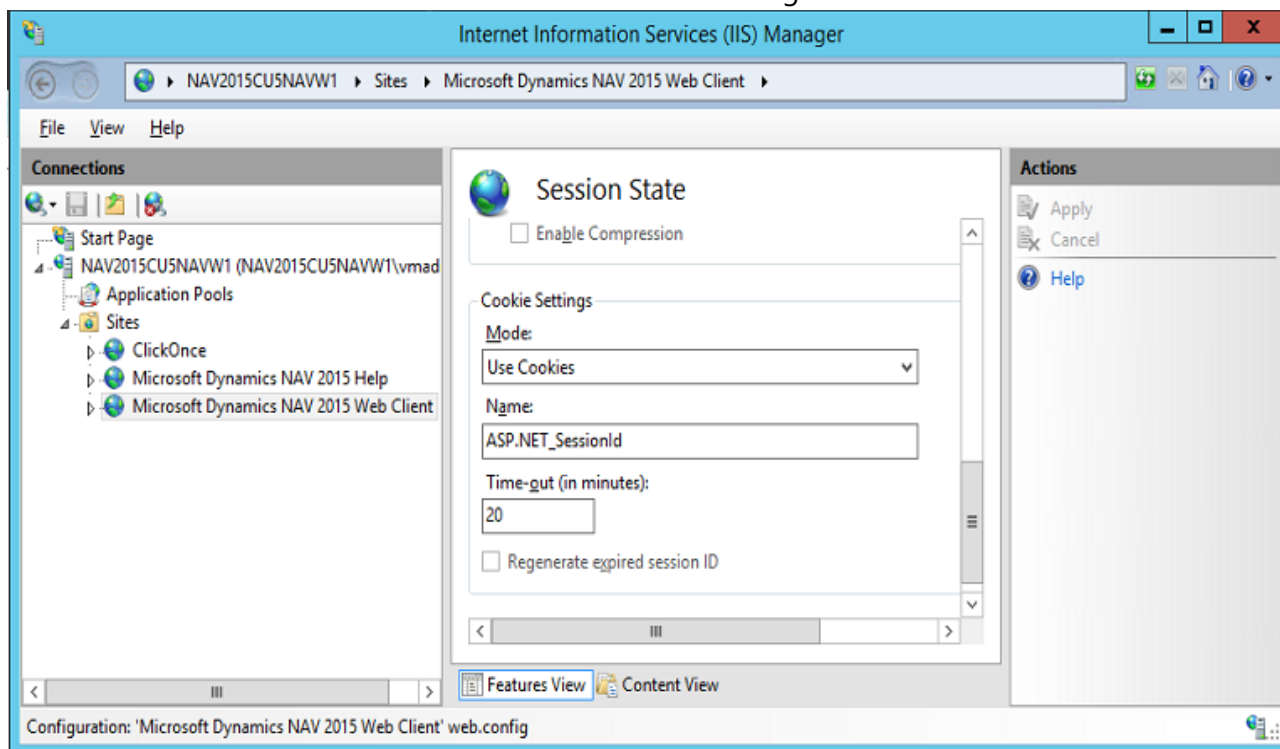 Internet Information Services (IIS) Manager
NAV2015CU5NAVW1 Sites Microsoft Dynamics NAV 2015 Web Client
File View Help
Connections
Start Page
NAV2015CU5NAVW1 (NAV2015CU5NAVW1\vmad
Application Pools
Sites
ClickOnce
Microsoft Dynamics NAV 2015 Help
Microsoft Dynamics NAV 2015 Web Client
Session State
Enable Compression
Cookie Settings
Mode:
Use Cookies
Name:
ASP.NET_SessionId
Time-out (in minutes):
20
Regenerate expired session ID
Features View Content View
Actions
Apply
Cancel
Help
Configuration: 'Microsoft Dynamics NAV 2015 Web Client' web.config